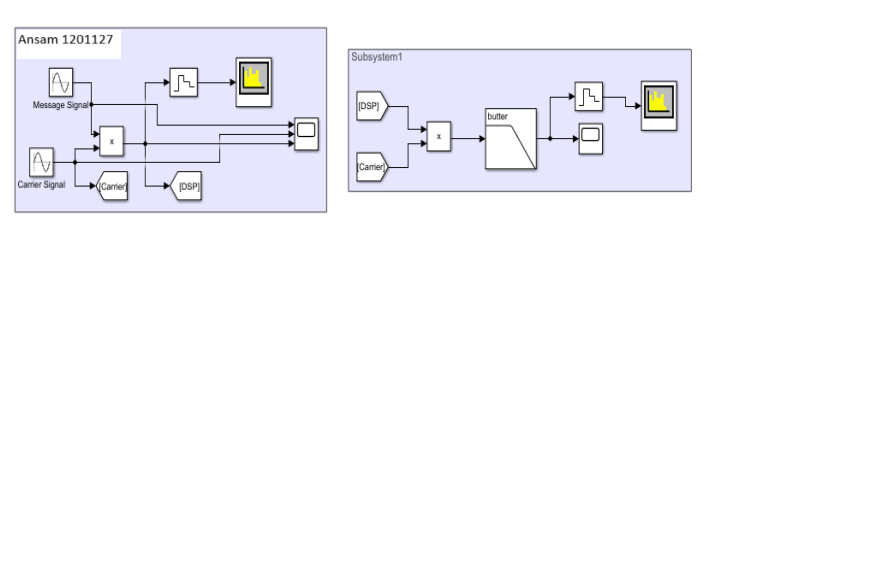 Ansam 1201127
Message Signal
x
Carrier Signal
[Carrier]
[DSP]
Subsystem1
[DSP]
butter
x
[Carrier]